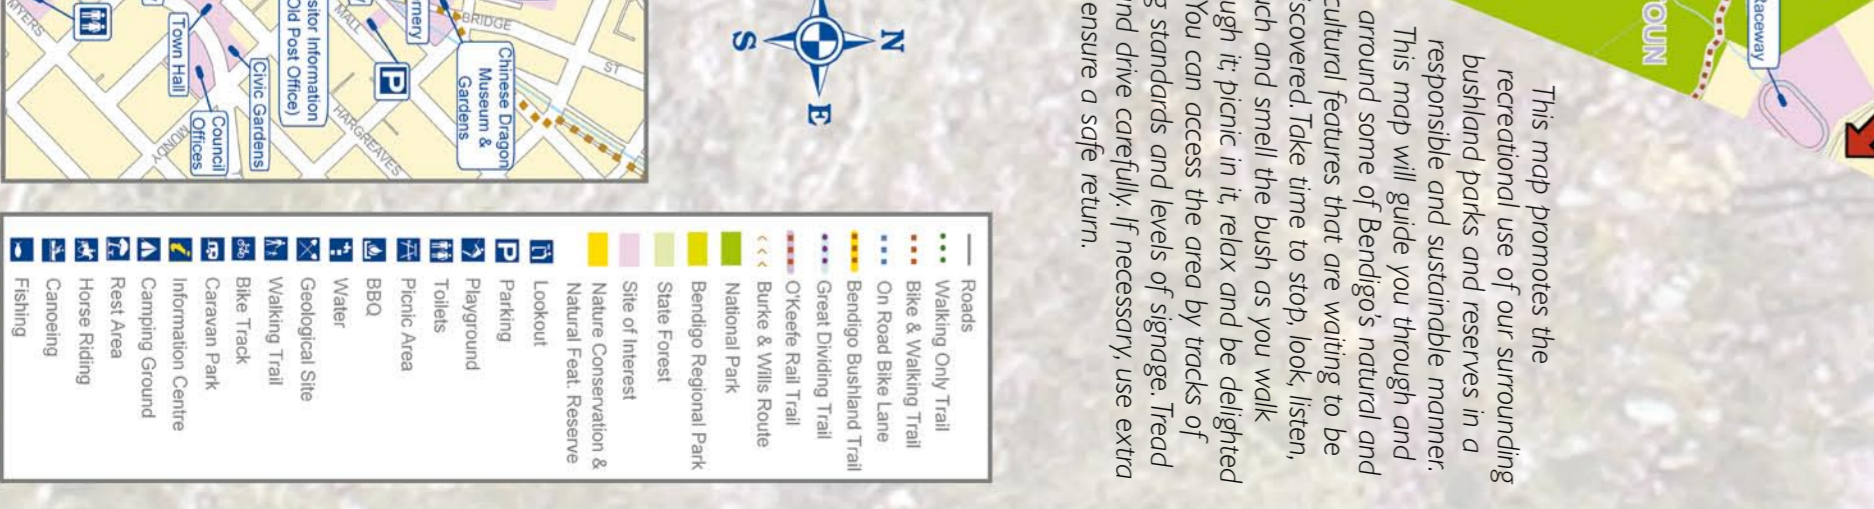 This map promotes the
recreational use of our surrounding
bushland parks and reserves in a
responsible and sustainable manner.
This map will guide you through and
around some of Bendigo's natural and
cultural features that are waiting to be
scovered. Take time to stop, look, listen,
uch and smell the bush as you walk
ugh it; picnic in it, relax and be delighted
You can access the area by tracks of
g standards and levels of signage. Tread
nd drive carefully. If necessary, use extra
ensure a safe return.
aceway
OUN
N
S
E
Roads
Walking Only Trail
Bike & Walking Trail
On Road Bike Lane
Bendigo Bushland Trail
Great Dividing Trail
O'Keefe Rail Trail
Burke & Wills Route
National Park
Bendigo Regional Park
State Forest
Site of Interest
Nature Conservation &
Natural Feat. Reserve
Lookout
P Parking
Playground
Toilets
Picnic Area
BBQ
Water
Geological Site
Walking Trail
Bike Track
Caravan Park
i Information Centre
Camping Ground
Rest Area
Horse Riding
Canoeing
Fishing
ST
BRIDGE
Chinese Dragon
Museum &
Gardens
rnery
P
MALL
HARGREAVES
sitor Information
Old Post Office)
Civic Gardens
Council
Offices
Town Hall
MUNDY
MYERS